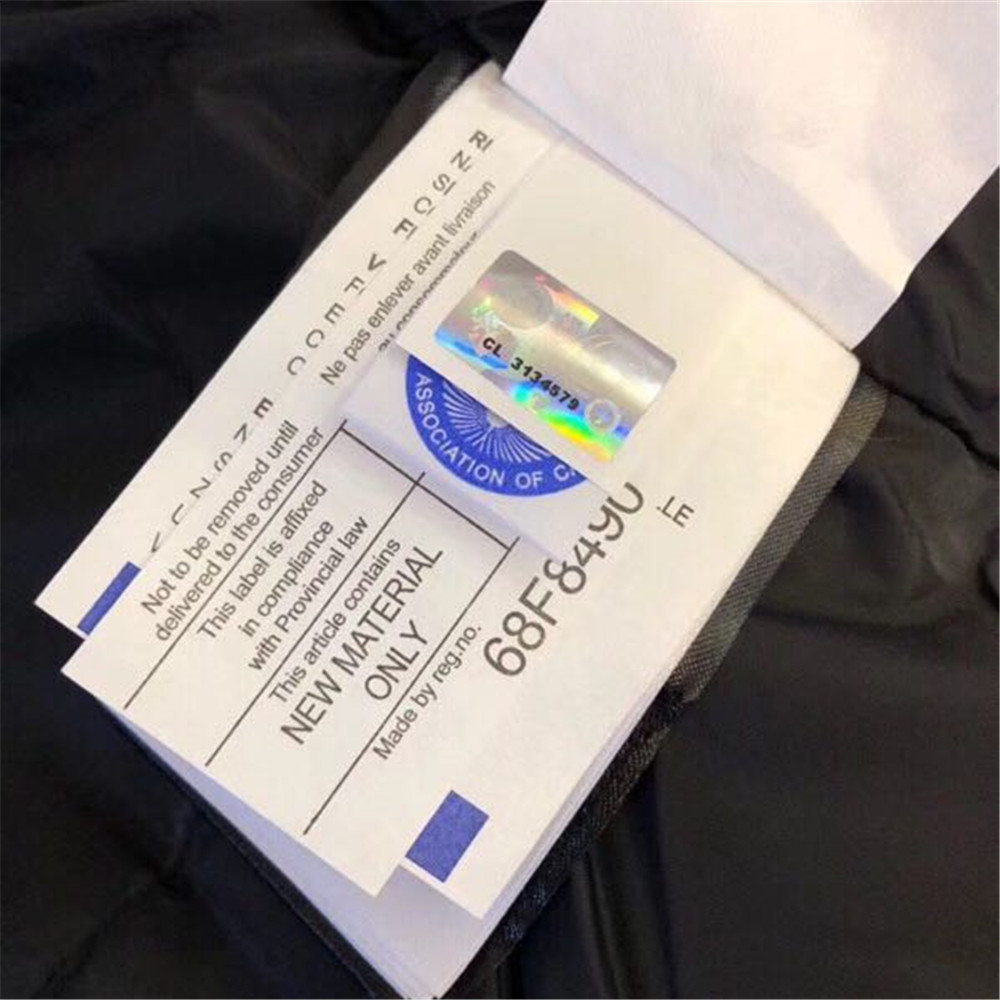 Ne pas enlever avant livraison
Not to be removed until
delivered to the consumer
This label is affixed
in compliance
with Provincial law
This article contains
NEW MATERIAL
ONLY
Made by reg.no.
68F8490
CL 3134579
ASSOCIATION OF